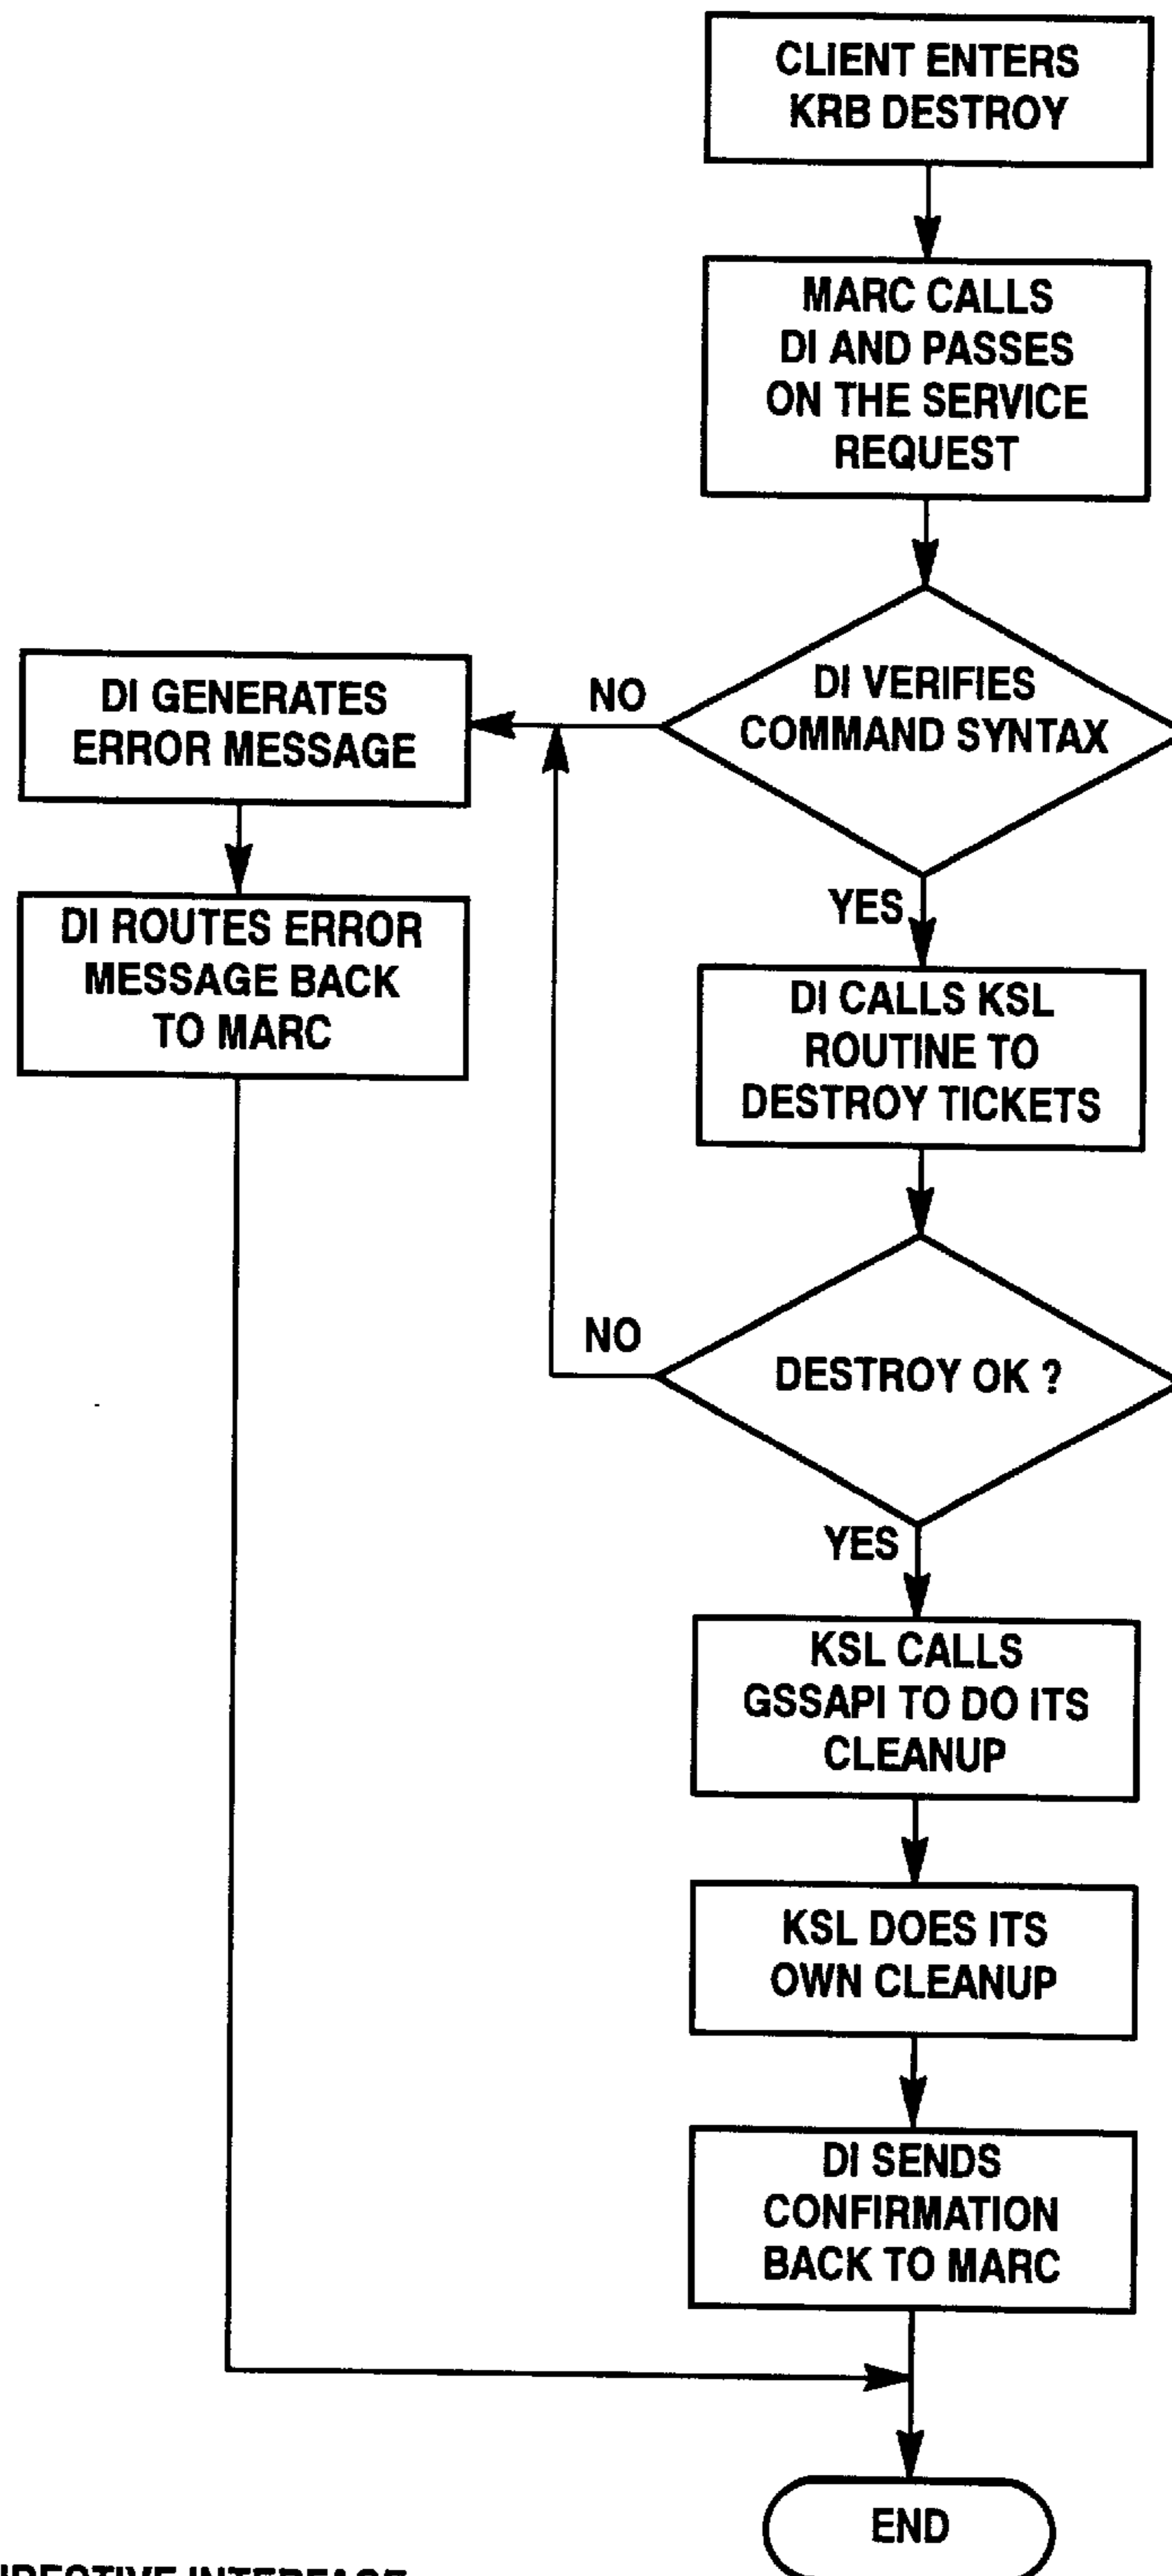 CLIENT ENTERS
KRB DESTROY
MARC CALLS
DI AND PASSES
ON THE SERVICE
REQUEST
DI VERIFIES
COMMAND SYNTAX
NO
DI GENERATES
ERROR MESSAGE
DI ROUTES ERROR
MESSAGE BACK
TO MARC
YES
DI CALLS KSL
ROUTINE TO
DESTROY TICKETS
DESTROY OK ?
NO
YES
KSL CALLS
GSSAPI TO DO ITS
CLEANUP
KSL DOES ITS
OWN CLEANUP
DI SENDS
CONFIRMATION
BACK TO MARC
END
INTERFACE